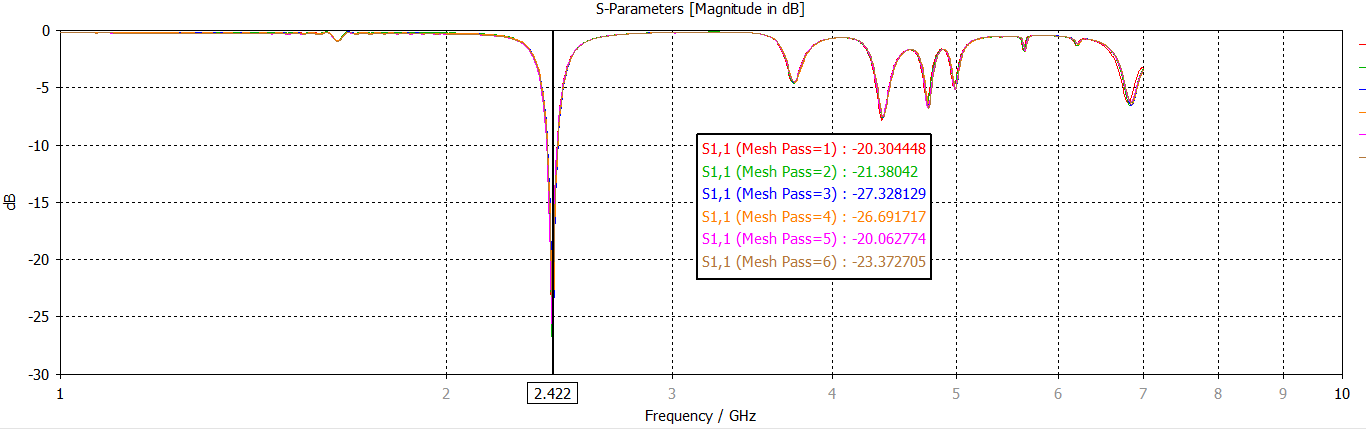 S-Parameters [Magnitude in dB]
0
-5
-10
-15
-20
-25
-30
dB
S1,1 (Mesh Pass=1) : -20.304448
S1,1 (Mesh Pass=2) : -21.38042
S1,1 (Mesh Pass=3) : -27.328129
S1,1 (Mesh Pass=4) : -26.691717
S1,1 (Mesh Pass=5) : -20.062774
S1,1 (Mesh Pass=6) : -23.372705
1 2 2.422 3 4 5 6 7 8 9 10
Frequency / GHz